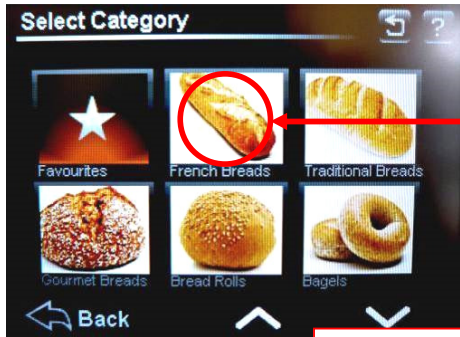 Select Category
?
Favourites French Breads Traditional Breads
Gourmet Breads Bread Rolls Bagels
Back